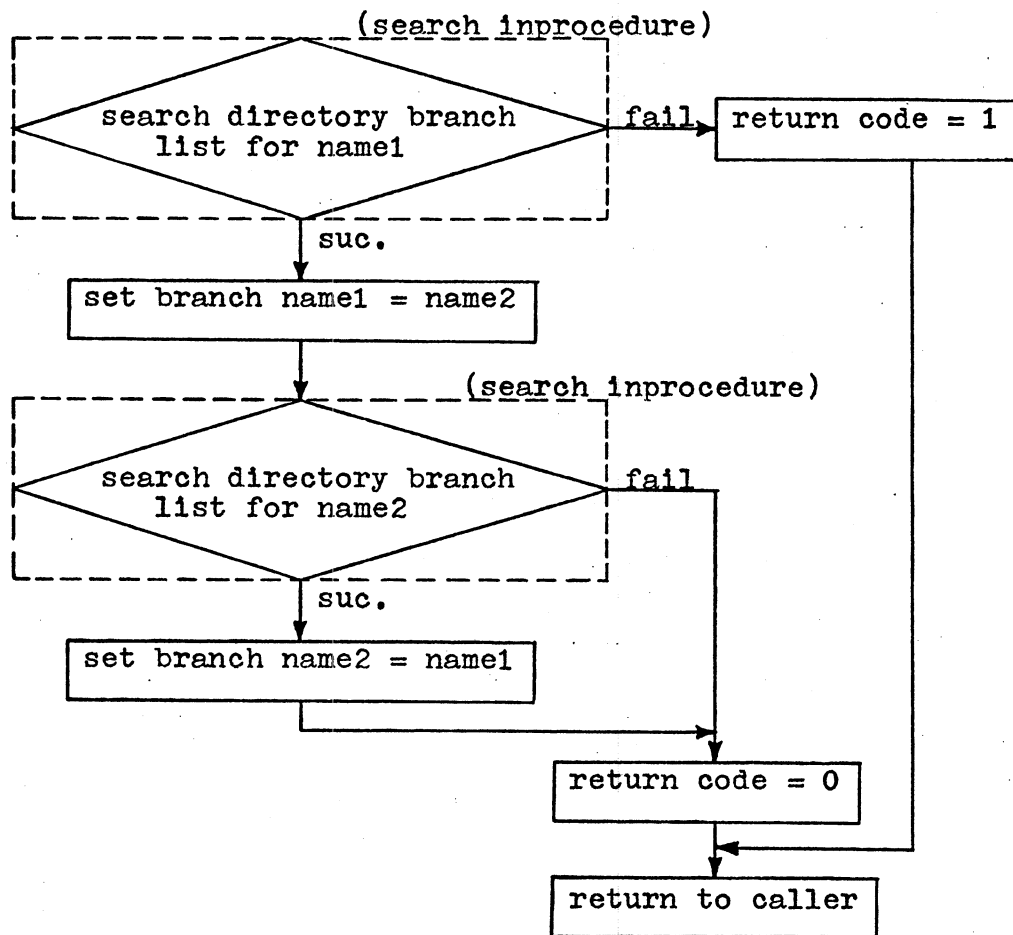 (search inprocedure)
search directory branch
list for name1
fail
return code = 1
suc.
set branch name1 = name2
(search inprocedure)
search directory branch
list for name2
fail
suc.
set branch name2 = name1
return code = 0
return to caller